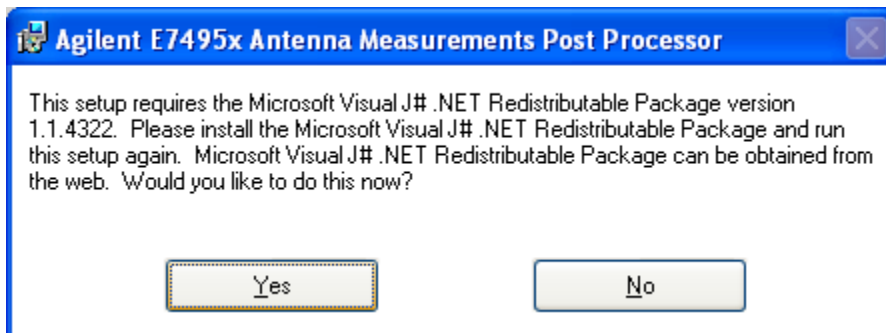 Agilent E7495x Antenna Measurements Post Processor
This setup requires the Microsoft Visual J# .NET Redistributable Package version
1.1.4322.  Please install the Microsoft Visual J# .NET Redistributable Package and run
this setup again.  Microsoft Visual J# .NET Redistributable Package can be obtained from
the web.  Would you like to do this now?
Yes
No